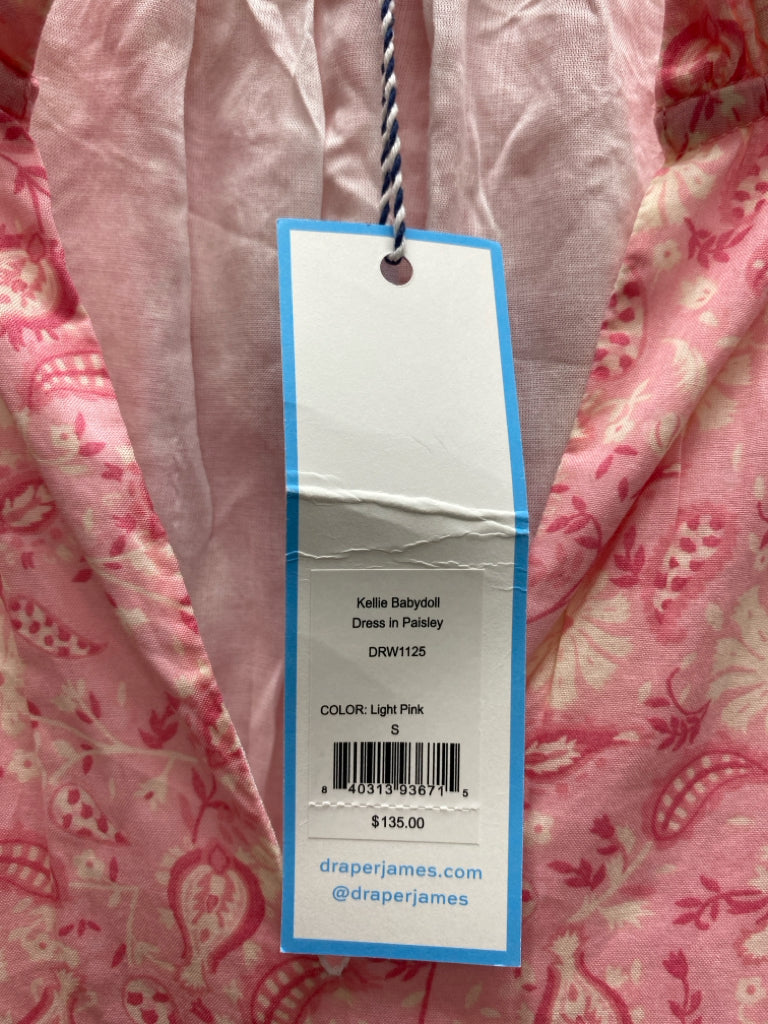 Kellie Babydoll
Dress in Paisley
DRW1125
COLOR: Light Pink
S
8 40313 93671 5
$135.00
draperjames.com
@draperjames